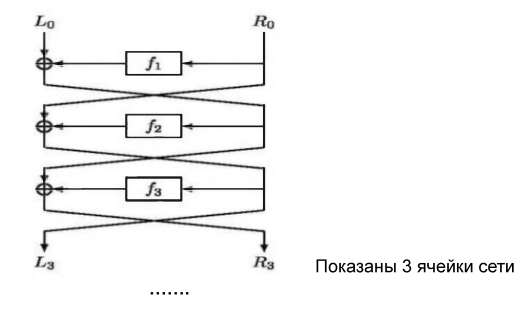 L₀ R₀
f₁
f₂
f₃
L₃ R₃
Показаны 3 ячейки сети
.......